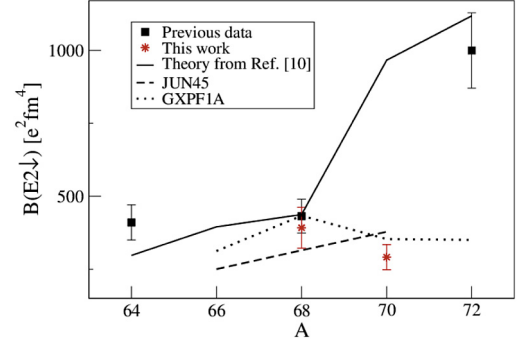 1000
500
B(E2↓) [e²fm⁴]
Previous data
This work
Theory from Ref. [10]
JUN45
GXPF1A
64 66 68 70 72
A